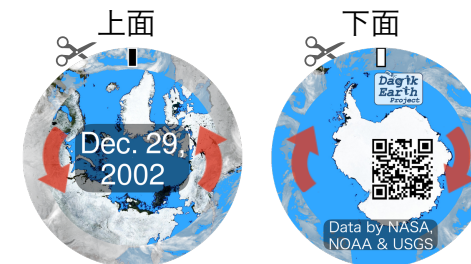 上面
下面
Dec. 29,
2002
Dagik
Earth
Project
Data by NASA,
NOAA & USGS